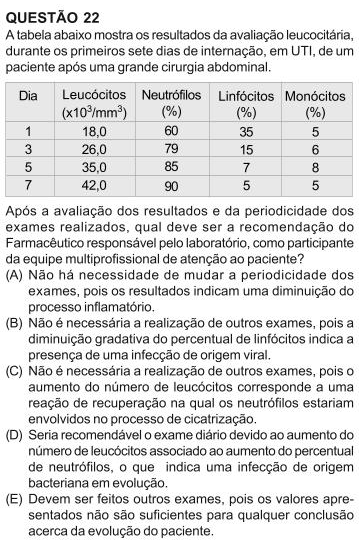 QUESTÃO 22
A tabela abaixo mostra os resultados da avaliação leucocitária,
durante os primeiros sete dias de internação, em UTI, de um
paciente após uma grande cirurgia abdominal.
Dia Leucócitos Neutrófilos Linfócitos Monócitos
(x10³/mm³) (%) (%) (%)
1 18,0 60 35 5
3 26,0 79 15 6
5 35,0 85 7 8
7 42,0 90 5 5
Após a avaliação dos resultados e da periodicidade dos
exames realizados, qual deve ser a recomendação do
Farmacêutico responsável pelo laboratório, como participante
da equipe multiprofissional de atenção ao paciente?
(A) Não há necessidade de mudar a periodicidade dos
exames, pois os resultados indicam uma diminuição do
processo inflamatório.
(B) Não é necessária a realização de outros exames, pois a
diminuição gradativa do percentual de linfócitos indica a
presença de uma infecção de origem viral.
(C) Não é necessária a realização de outros exames, pois o
aumento do número de leucócitos corresponde a uma
reação de recuperação na qual os neutrófilos estariam
envolvidos no processo de cicatrização.
(D) Seria recomendável o exame diário devido ao aumento do
número de leucócitos associado ao aumento do percentual
de neutrófilos, o que indica uma infecção de origem
bacteriana em evolução.
(E) Devem ser feitos outros exames, pois os valores apre-
sentados não são suficientes para qualquer conclusão
acerca da evolução do paciente.